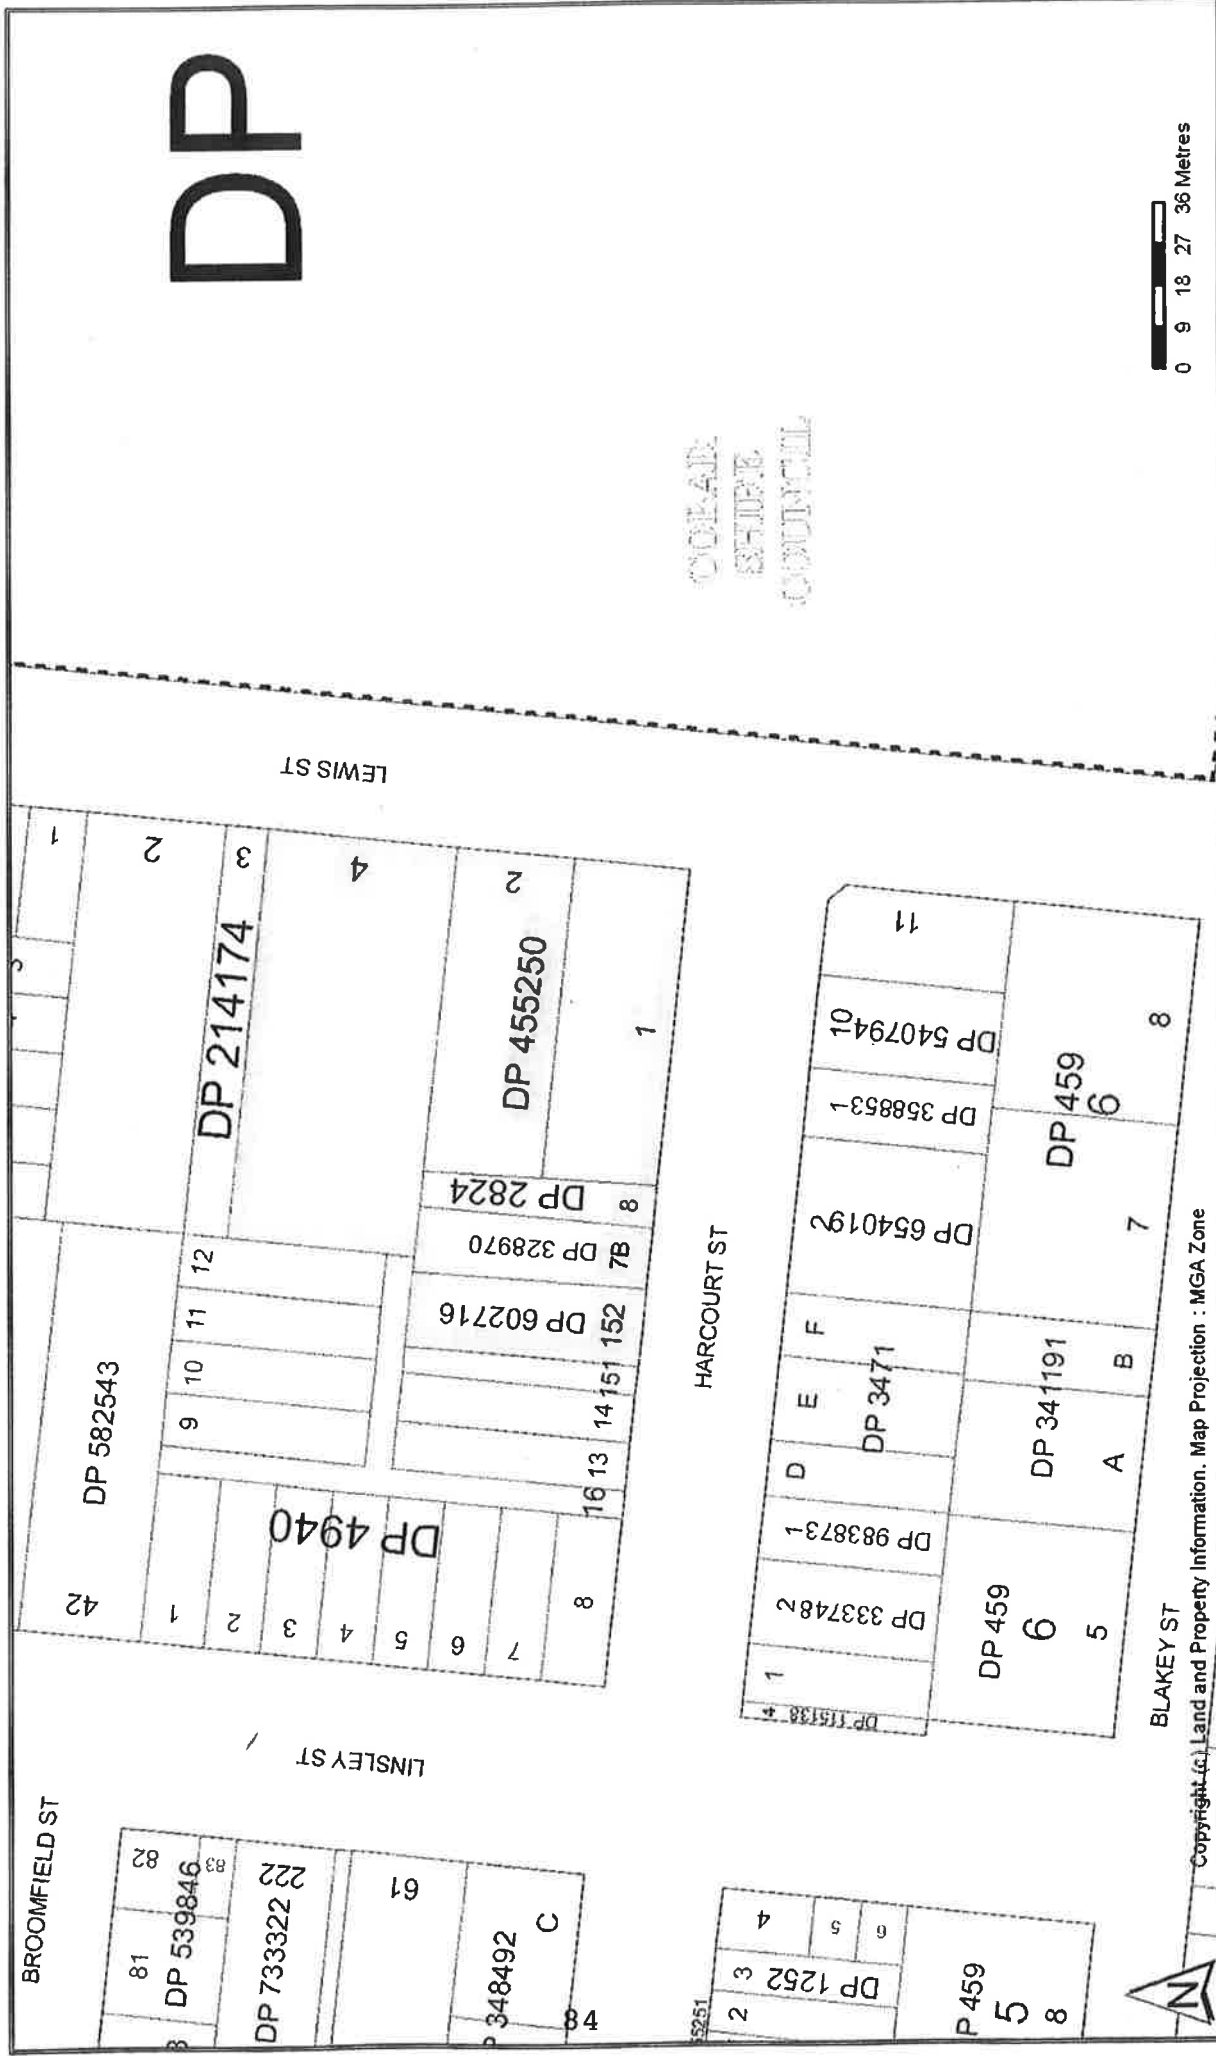 DP
COBAR
SHIRE
COUNCIL
0 9 18 27 36 Metres
LEWIS ST
1
2
3
4
DP 214174
2
DP 455250
1
DP 2824
8
DP 328970
7B
DP 602716
152
151
14
13
16
12
11
10
9
DP 582543
42
DP 4940
1
2
3
4
5
6
7
8
HARCOURT ST
11
10
DP 540794
DP 358853
1
DP 654019
2
F
E
D
DP 3471
DP 983873
1
DP 333748
2
1
DP 115138
4
DP 459
6
8
7
DP 341191
B
A
DP 459
6
5
BLAKEY ST
LINSLEY ST
BROOMFIELD ST
82
83
81
DP 539846
222
DP 733322
61
C
P 348492
84
4
5
6
3
DP 1252
2
55251
P 459
5
8
N
Copyright (c) Land and Property Information. Map Projection : MGA Zone